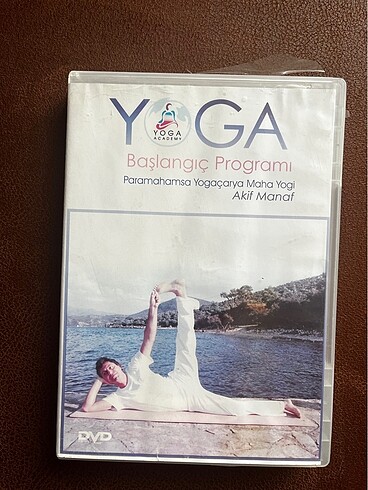 YOGA
YOGA
ACADEMY
Başlangıç Programı
Paramahamsa Yogaçarya Maha Yogi
Akif Manaf
DVD